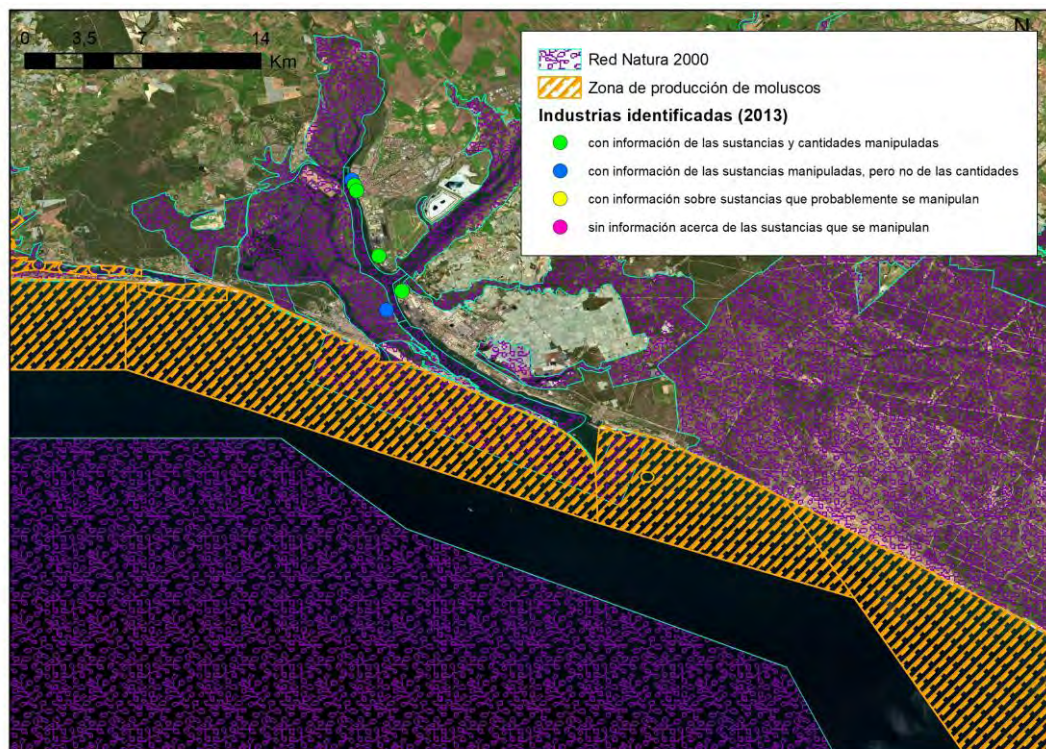 0 3,5 7 14
Km
N
Red Natura 2000
Zona de producción de moluscos
Industrias identificadas (2013)
con información de las sustancias y cantidades manipuladas
con información de las sustancias manipuladas, pero no de las cantidades
con información sobre sustancias que probablemente se manipulan
sin información acerca de las sustancias que se manipulan